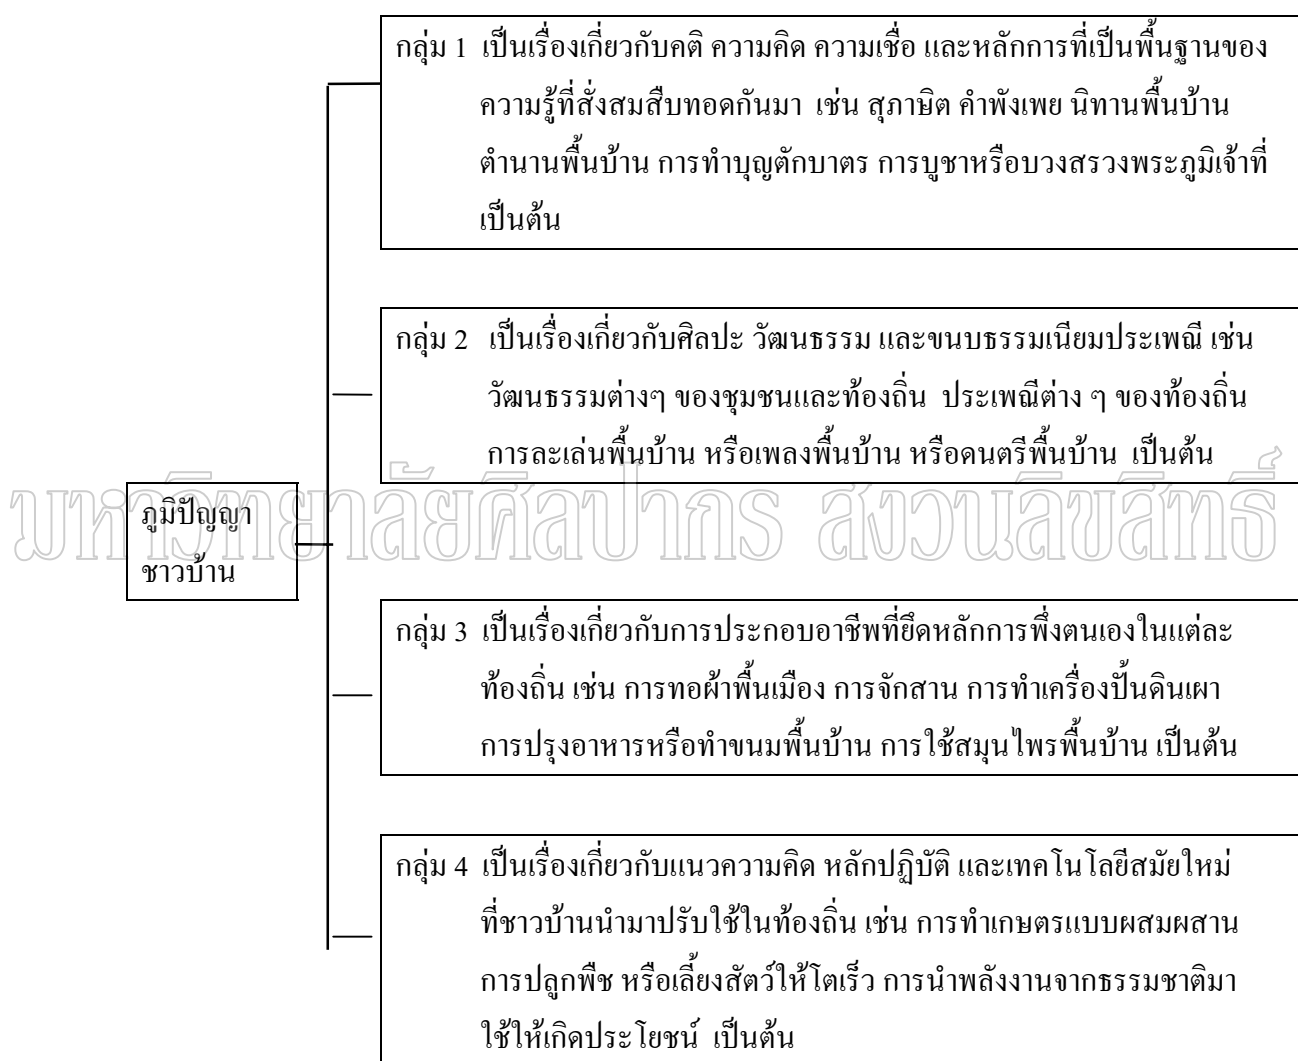 กลุ่ม 1 เป็นเรื่องเกี่ยวกับคติ ความคิด ความเชื่อ และหลักการที่เป็นพื้นฐานของ
ความรู้ที่สั่งสมสืบทอดกันมา เช่น สุภาษิต คำพังเพย นิทานพื้นบ้าน
ตำนานพื้นบ้าน การทำบุญตักบาตร การบูชาหรือบวงสรวงพระภูมิเจ้าที่
เป็นต้น
กลุ่ม 2 เป็นเรื่องเกี่ยวกับศิลปะ วัฒนธรรม และขนบธรรมเนียมประเพณี เช่น
วัฒนธรรมต่างๆ ของชุมชนและท้องถิ่น ประเพณีต่าง ๆ ของท้องถิ่น
การละเล่นพื้นบ้าน หรือเพลงพื้นบ้าน หรือดนตรีพื้นบ้าน เป็นต้น
มหาวิทยาลัยศิลปากร สงวนลิขสิทธิ์
ภูมิปัญญา
ชาวบ้าน
กลุ่ม 3 เป็นเรื่องเกี่ยวกับการประกอบอาชีพที่ยึดหลักการพึ่งตนเองในแต่ละ
ท้องถิ่น เช่น การทอผ้าพื้นเมือง การจักสาน การทำเครื่องปั้นดินเผา
การปรุงอาหารหรือทำขนมพื้นบ้าน การใช้สมุนไพรพื้นบ้าน เป็นต้น
กลุ่ม 4 เป็นเรื่องเกี่ยวกับแนวความคิด หลักปฏิบัติ และเทคโนโลยีสมัยใหม่
ที่ชาวบ้านนำมาปรับใช้ในท้องถิ่น เช่น การทำเกษตรแบบผสมผสาน
การปลูกพืช หรือเลี้ยงสัตว์ให้โตเร็ว การนำพลังงานจากธรรมชาติมา
ใช้ให้เกิดประโยชน์ เป็นต้น